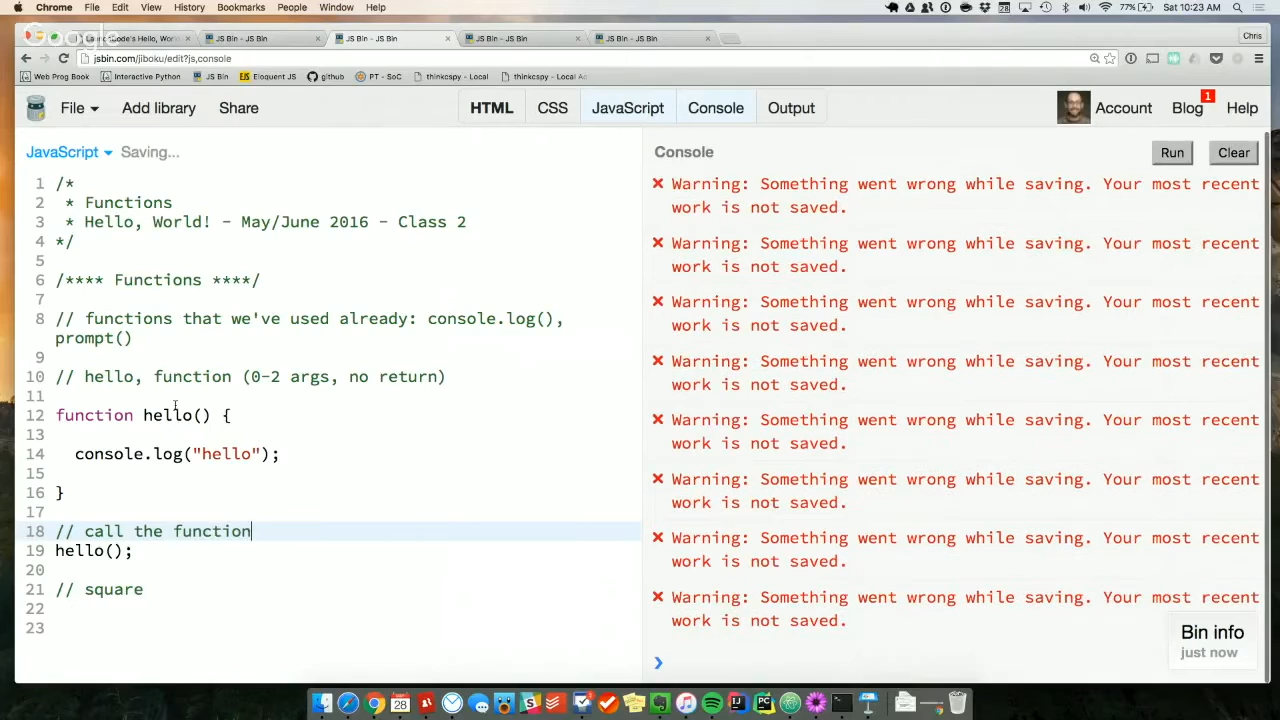 Chrome File Edit View History Bookmarks People Window Help
77% Sat 10:23 AM
Google
JS Bin - JS Bin
JS Bin - JS Bin
JS Bin - JS Bin
JS Bin - JS Bin
Chris
jsbin.com/jiboku/edit?js,console
Web Prog Book Interactive Python JS Bin Eloquent JS github PT - SoC thinkcspy - Local thinkcspy - Local Ac
File Add library Share HTML CSS JavaScript Console Output Account Blog 1 Help
JavaScript Saving...
Console Run Clear
1 /*
2 * Functions
3 * Hello, World! - May/June 2016 - Class 2
4 */
5
6 /**** Functions ****/
7
8 // functions that we've used already: console.log(),
prompt()
9
10 // hello, function (0-2 args, no return)
11
12 function hello() {
13
14 console.log("hello");
15
16 }
17
18 // call the function
19 hello();
20
21 // square
22
23
Warning: Something went wrong while saving. Your most recent
work is not saved.
Warning: Something went wrong while saving. Your most recent
work is not saved.
Warning: Something went wrong while saving. Your most recent
work is not saved.
Warning: Something went wrong while saving. Your most recent
work is not saved.
Warning: Something went wrong while saving. Your most recent
work is not saved.
Warning: Something went wrong while saving. Your most recent
work is not saved.
Warning: Something went wrong while saving. Your most recent
work is not saved.
Warning: Something went wrong while saving. Your most recent
work is not saved.
Bin info
just now